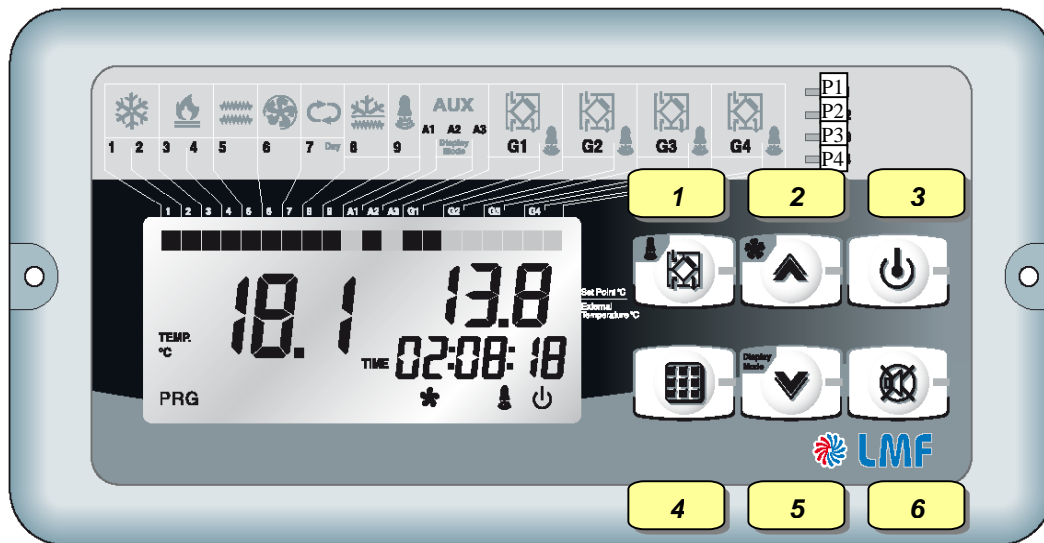 P1
P2
P3
P4
AUX
A1 A2 A3
Display
Mode
1 2 3 4 5 6 7 Day 8 9
G1 G2 G3 G4
1 2 3 4 5 6 7 8 9 A1 A2 A3 G1 G2 G3 G4
1 2 3
18.1
13.8
Set Point °C
External
Temperature °C
TEMP.
°C
TIME 02:08:18
PRG
Display
Mode
LMF
4 5 6